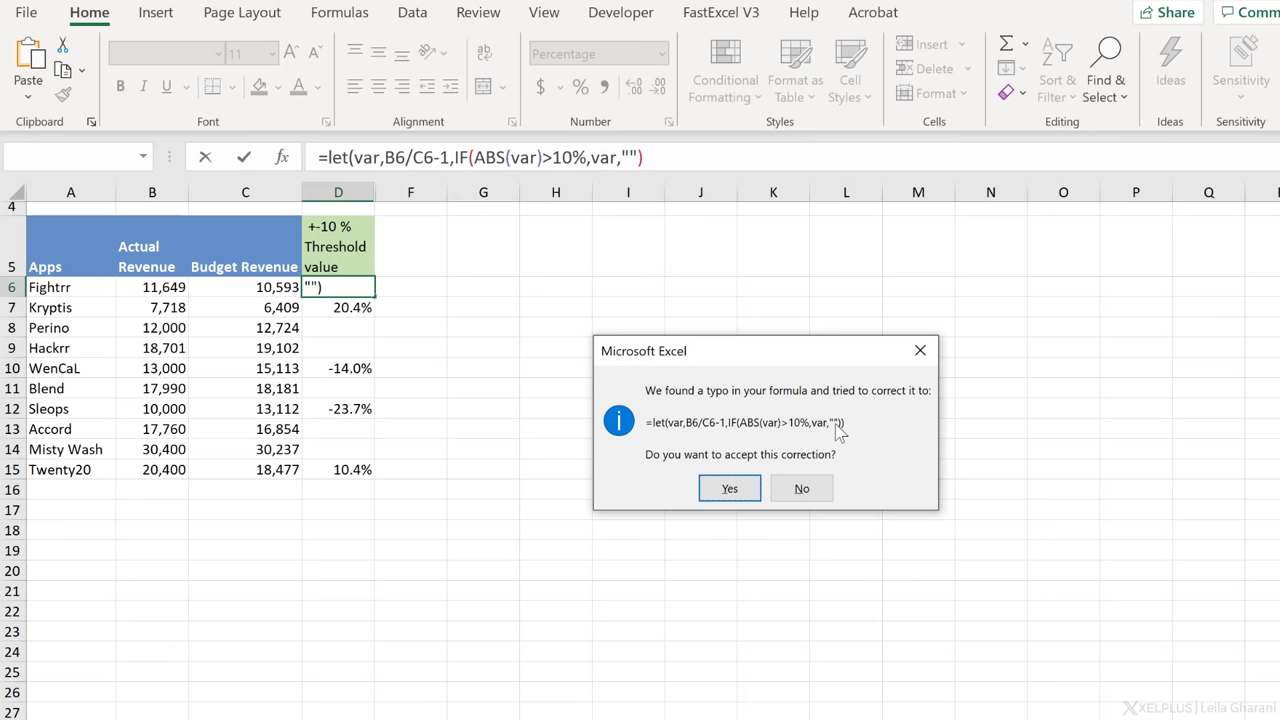 File Home Insert Page Layout Formulas Data Review View Developer FastExcel V3 Help Acrobat Share Comm
Paste
11
B I U A
ab
Percentage
$ % 9
Conditional Formatting
Format as Table
Cell Styles
Insert
Delete
Format
Sort & Filter
Find & Select
Ideas
Sensitivity
Clipboard Font Alignment Number Styles Cells Editing Ideas Sensitivity
fx =let(var,B6/C6-1,IF(ABS(var)>10%,var,"")
A B C D F G H I J K L M N O P Q
4
5 Apps Actual Revenue Budget Revenue +-10 % Threshold value
6 Fightrr 11,649 10,593 "")
7 Kryptis 7,718 6,409 20.4%
8 Perino 12,000 12,724
9 Hackrr 18,701 19,102
10 WenCaL 13,000 15,113 -14.0%
11 Blend 17,990 18,181
12 Sleops 10,000 13,112 -23.7%
13 Accord 17,760 16,854
14 Misty Wash 30,400 30,237
15 Twenty20 20,400 18,477 10.4%
16
17
18
19
20
21
22
23
24
25
26
27
Microsoft Excel
We found a typo in your formula and tried to correct it to:
=let(var,B6/C6-1,IF(ABS(var)>10%,var,""))
Do you want to accept this correction?
Yes No
XELPLUS | Leila Gharani